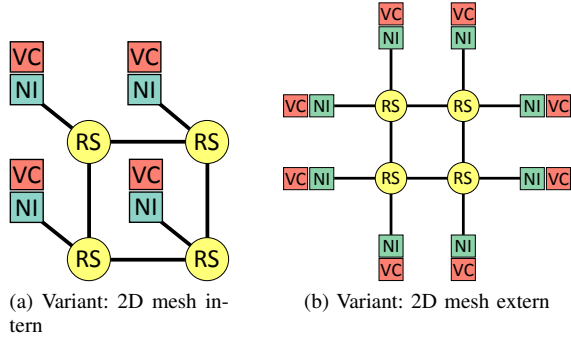 VC
VC
NI
NI
RS
RS
VC
VC
NI
NI
RS
RS
(a) Variant: 2D mesh in-
tern
VC
VC
NI
NI
VC NI
RS
RS
NI VC
VC NI
RS
RS
NI VC
NI
NI
VC
VC
(b) Variant: 2D mesh extern